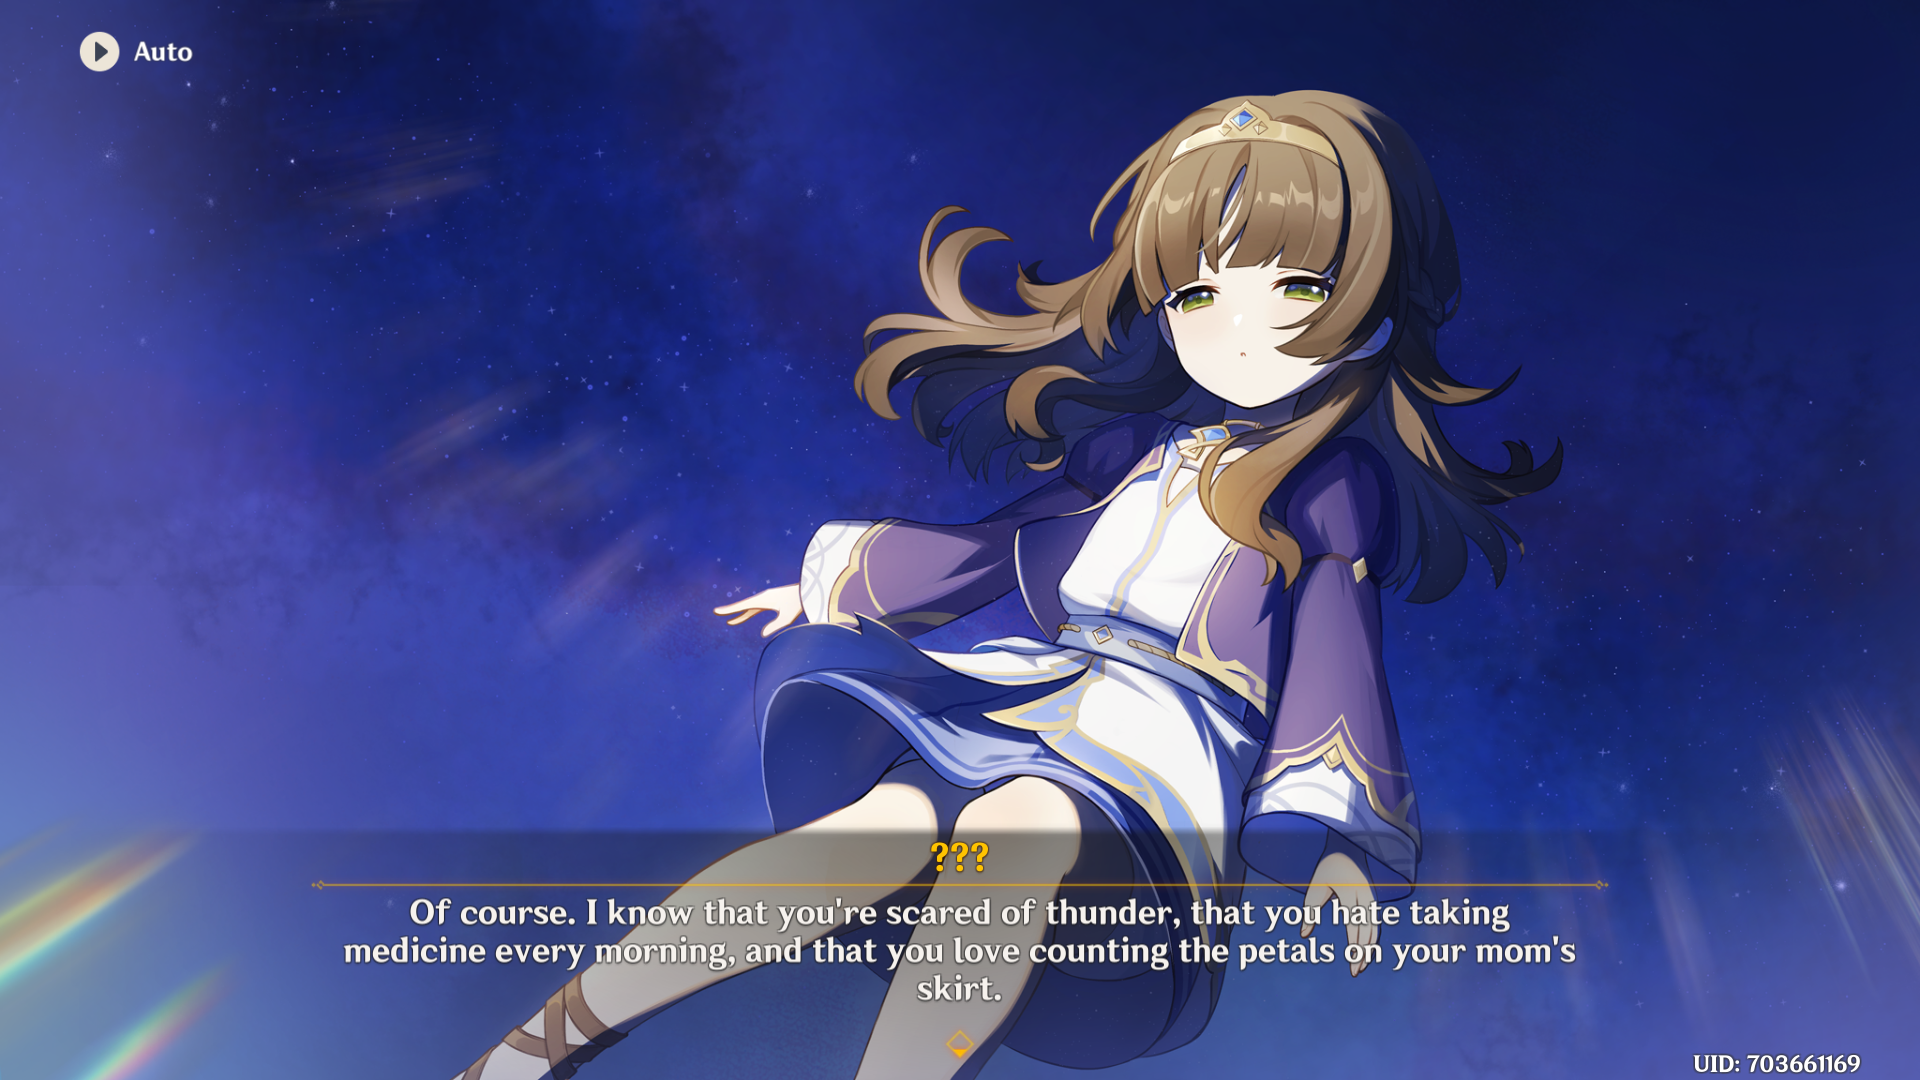 Auto
???
Of course. I know that you're scared of thunder, that you hate taking
medicine every morning, and that you love counting the petals on your mom's
skirt.
UID: 703661169